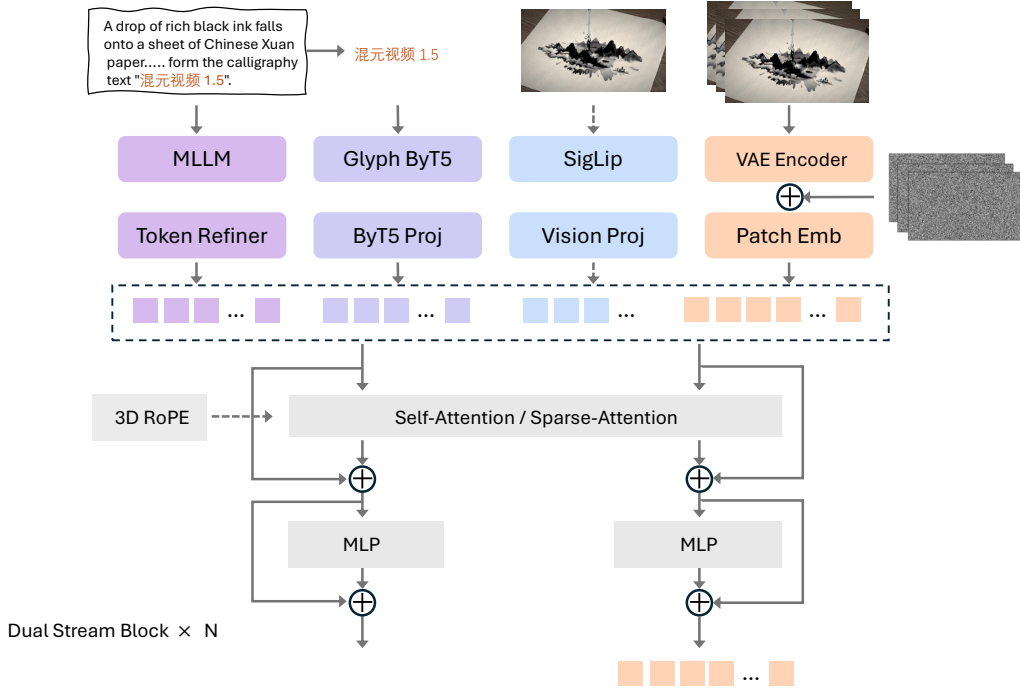 A drop of rich black ink falls
onto a sheet of Chinese Xuan
paper..... form the calligraphy
text "混元视频 1.5".
混元视频 1.5
MLLM
Glyph ByT5
SigLip
VAE Encoder
Token Refiner
ByT5 Proj
Vision Proj
Patch Emb
...
...
...
...
3D RoPE
Self-Attention / Sparse-Attention
MLP
MLP
Dual Stream Block × N
...